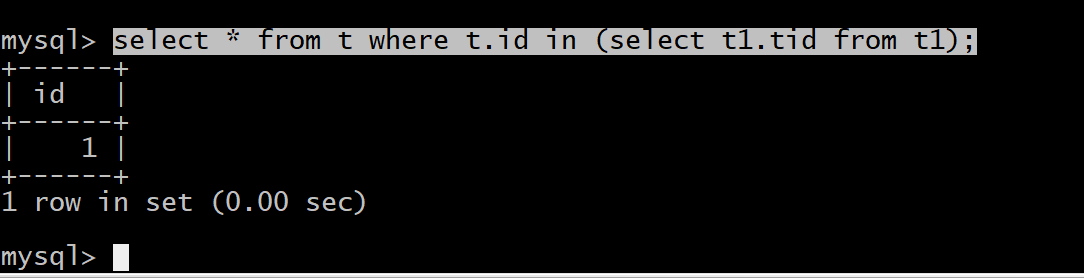 mysql> select * from t where t.id in (select t1.tid from t1);
+------+
| id   |
+------+
|    1 |
+------+
1 row in set (0.00 sec)
mysql>